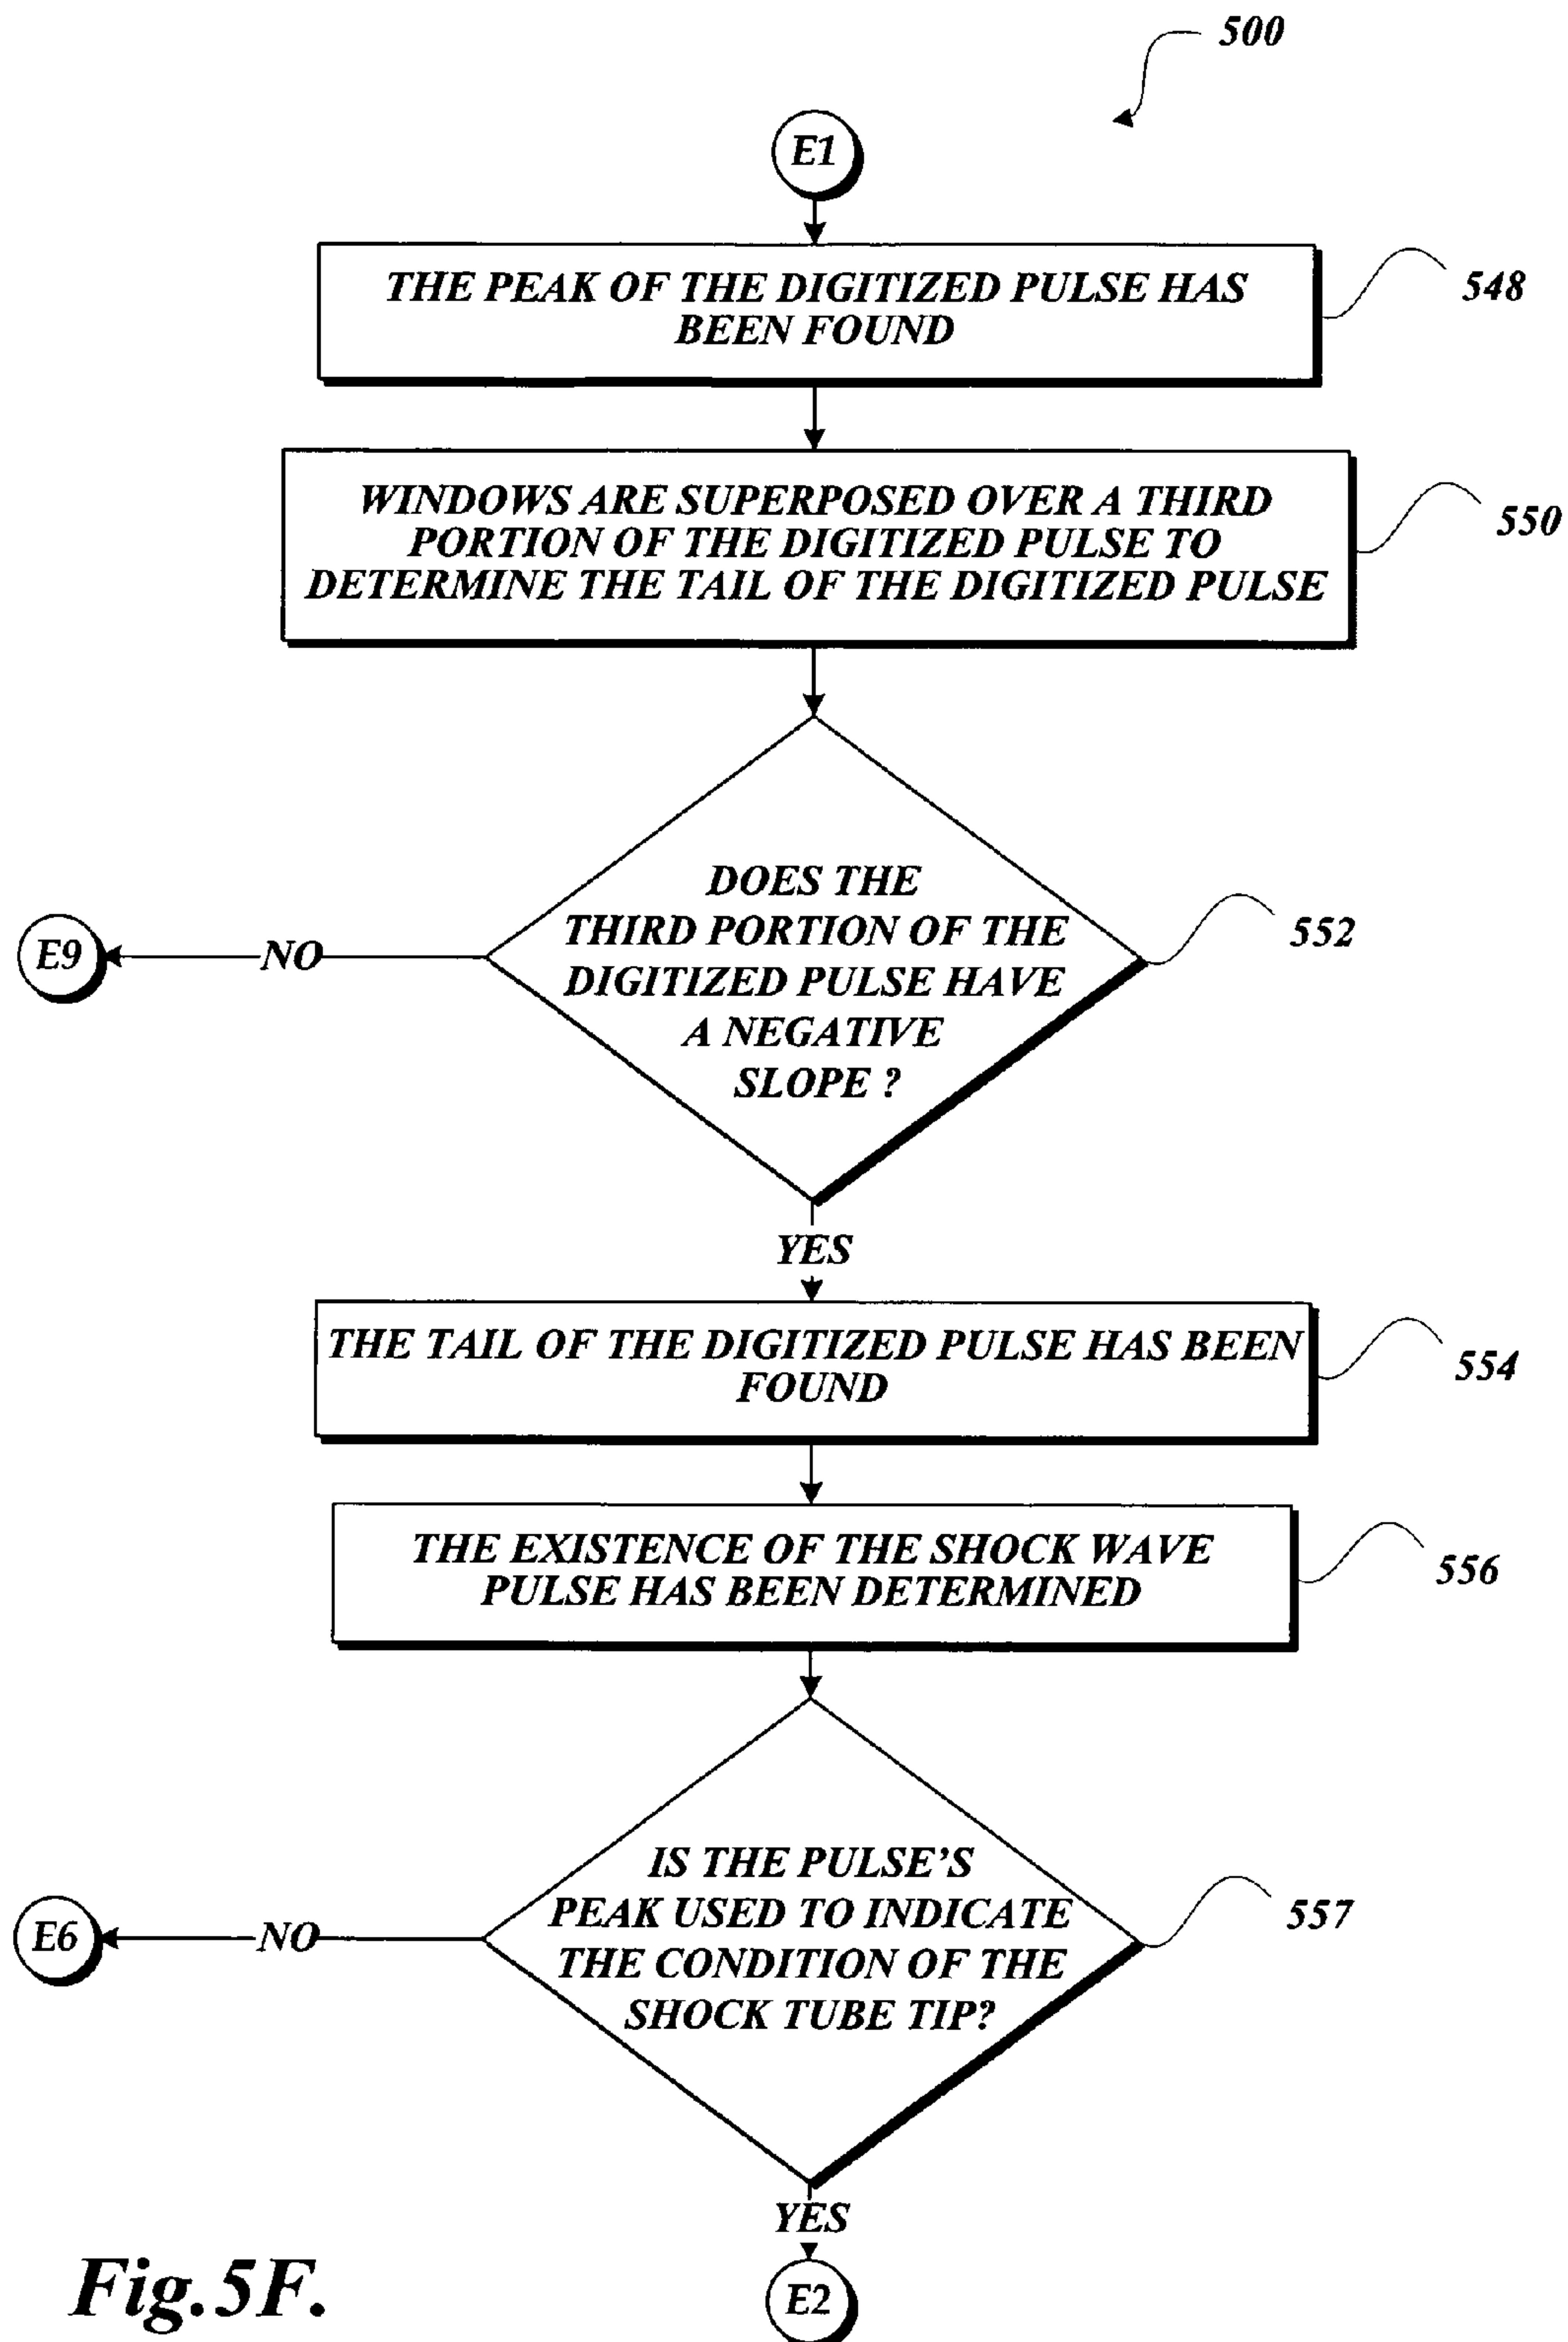 500
E1
THE PEAK OF THE DIGITIZED PULSE HAS
BEEN FOUND
548
WINDOWS ARE SUPERPOSED OVER A THIRD
PORTION OF THE DIGITIZED PULSE TO
DETERMINE THE TAIL OF THE DIGITIZED PULSE
550
DOES THE
THIRD PORTION OF THE
DIGITIZED PULSE HAVE
A NEGATIVE
SLOPE ?
552
NO
E9
YES
THE TAIL OF THE DIGITIZED PULSE HAS BEEN
FOUND
554
THE EXISTENCE OF THE SHOCK WAVE
PULSE HAS BEEN DETERMINED
556
IS THE PULSE'S
PEAK USED TO INDICATE
THE CONDITION OF THE
SHOCK TUBE TIP?
557
NO
E6
YES
E2
Fig.5F.